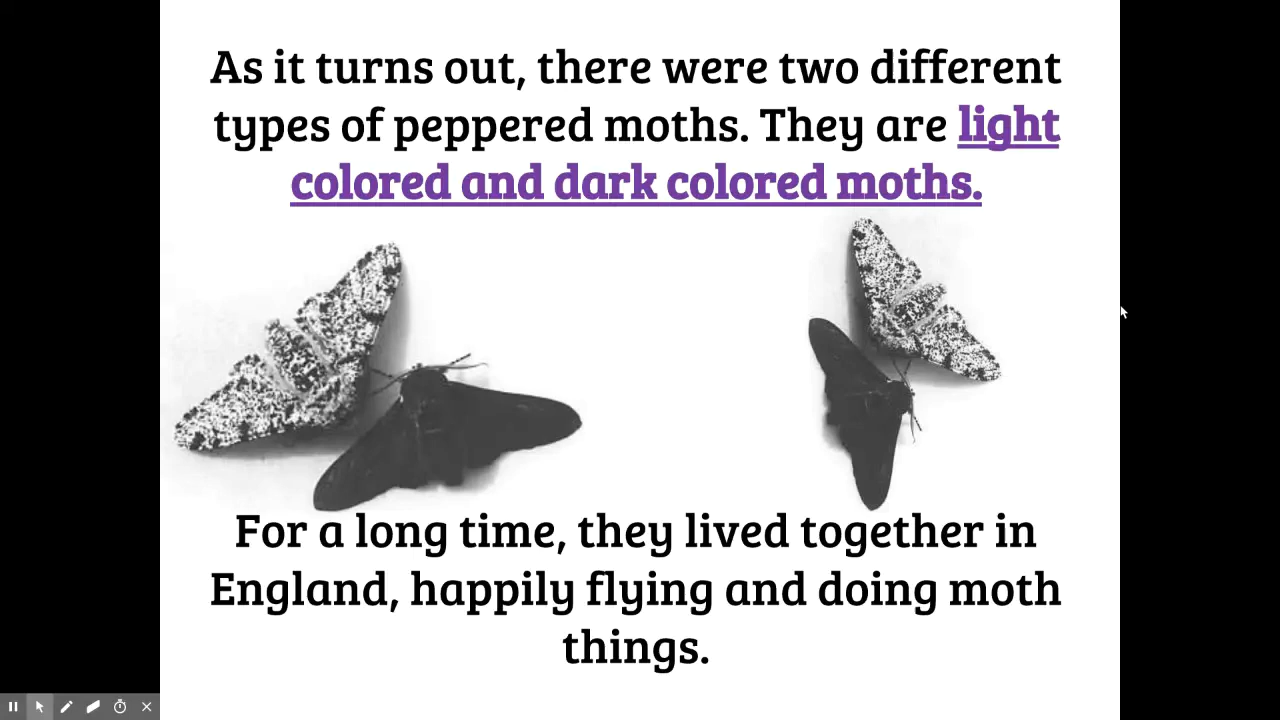 As it turns out, there were two different
types of peppered moths. They are light
colored and dark colored moths.
For a long time, they lived together in
England, happily flying and doing moth
things.